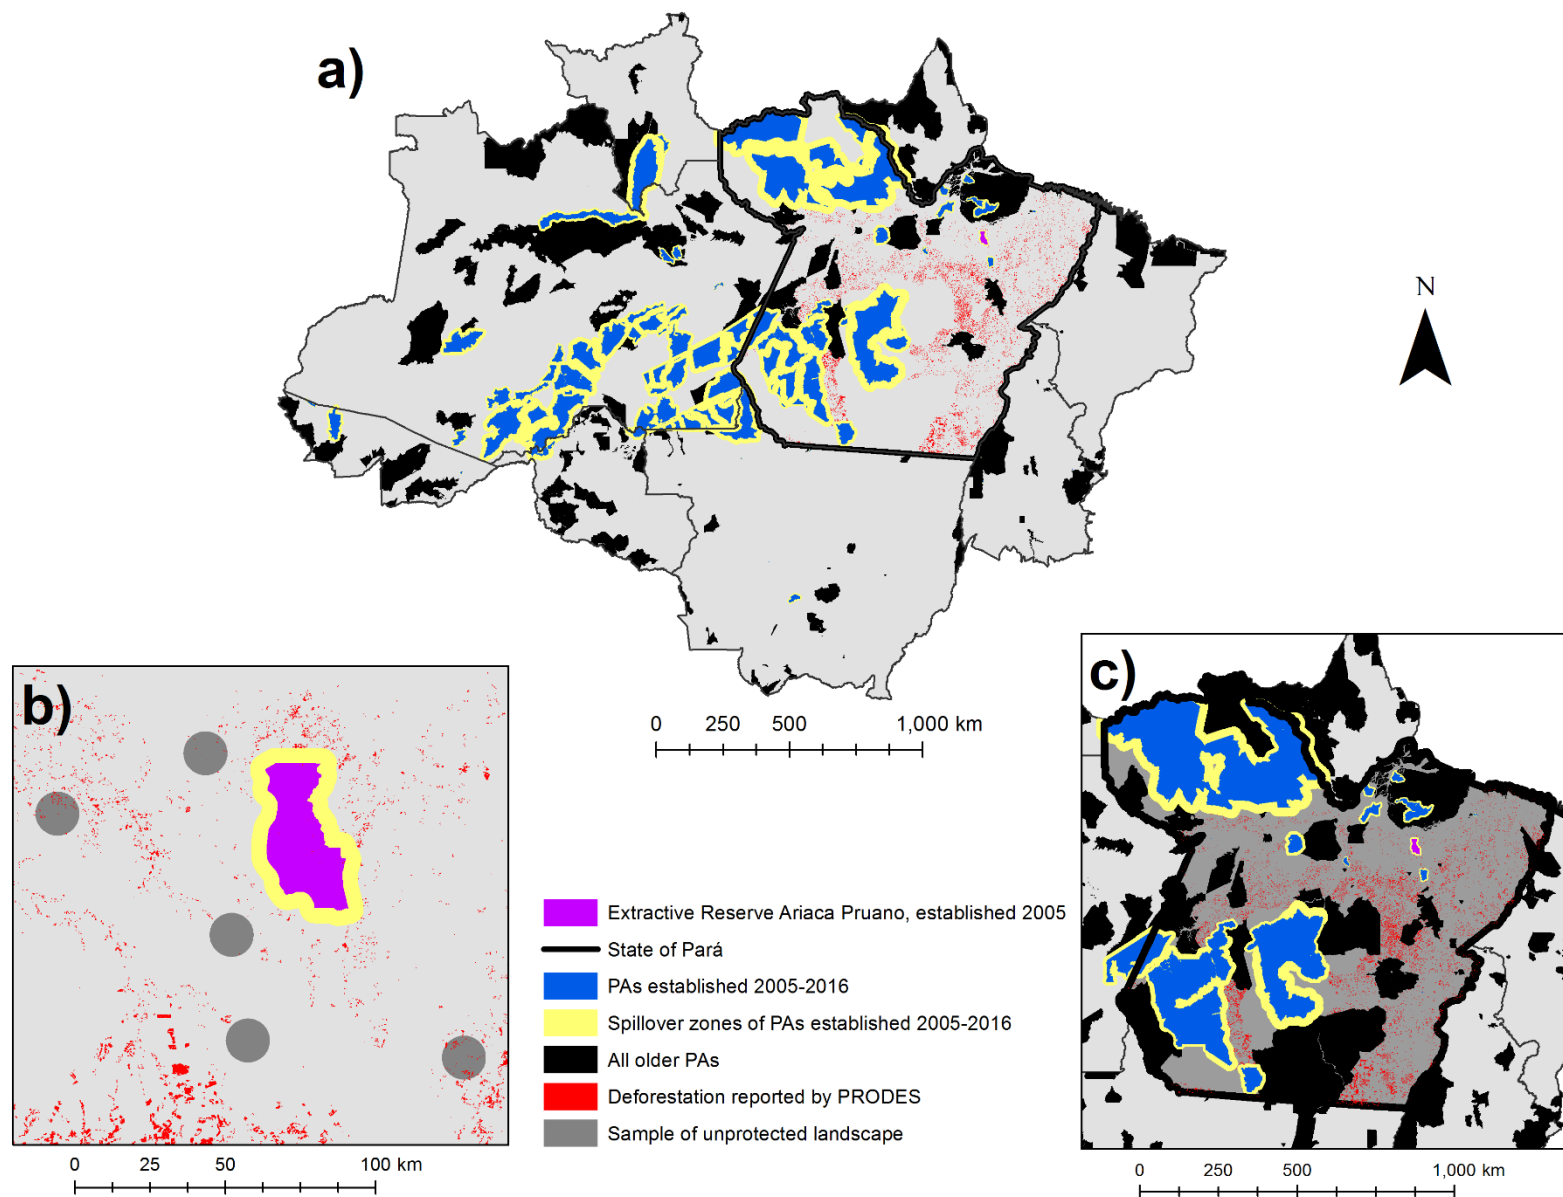 a)
N
0 250 500 1,000 km
b)
c)
Extractive Reserve Ariaca Pruano, established 2005
State of Pará
PAs established 2005-2016
Spillover zones of PAs established 2005-2016
All older PAs
Deforestation reported by PRODES
Sample of unprotected landscape
0 25 50 100 km
0 250 500 1,000 km